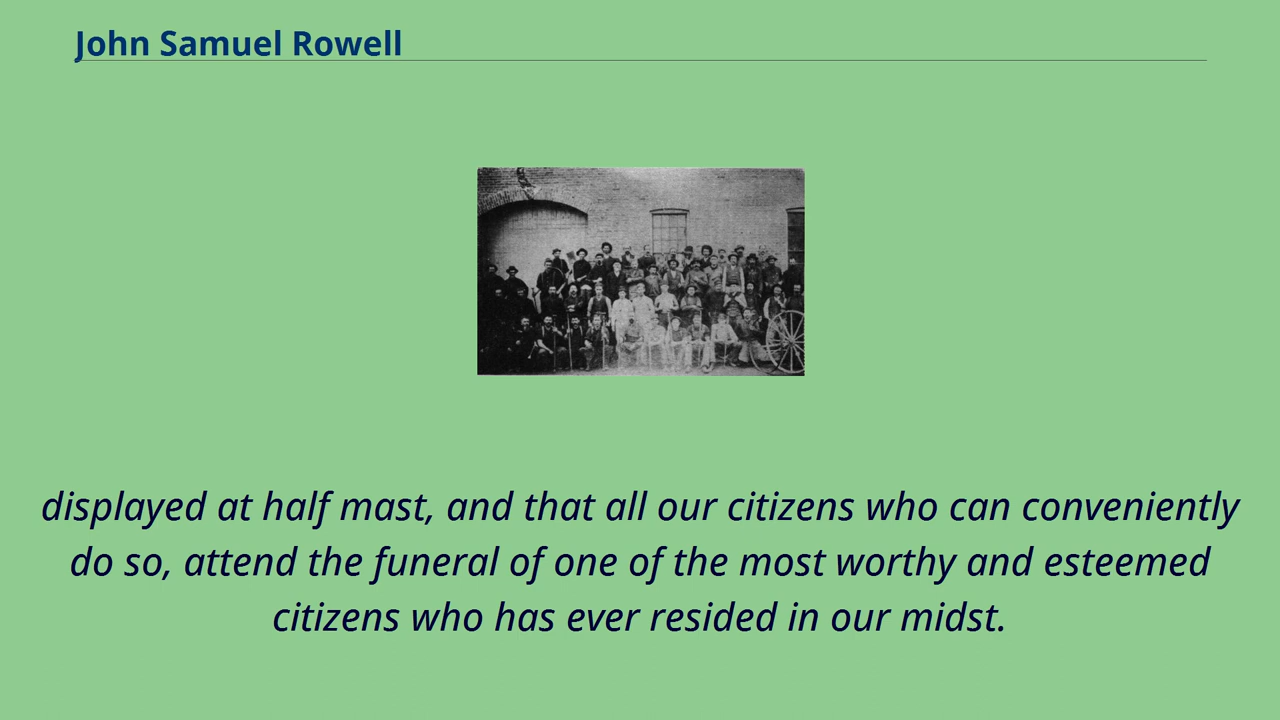 John Samuel Rowell
displayed at half mast, and that all our citizens who can conveniently
do so, attend the funeral of one of the most worthy and esteemed
citizens who has ever resided in our midst.